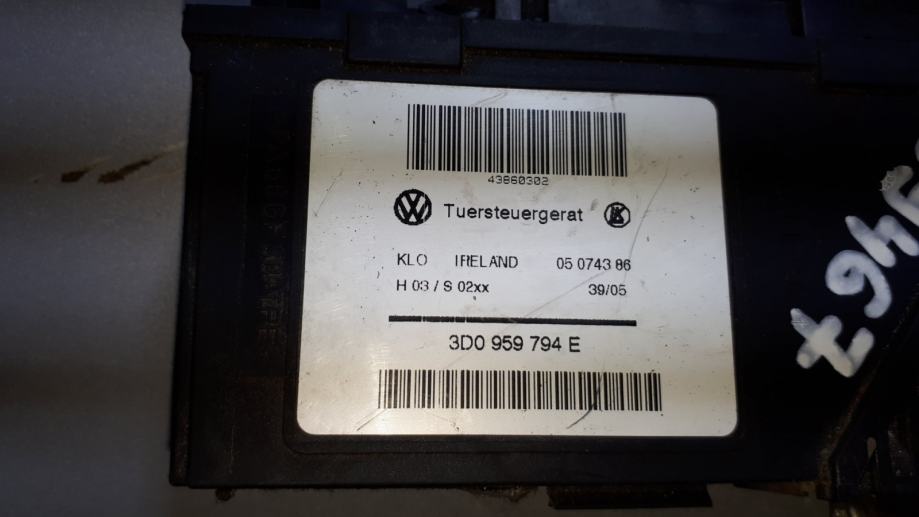 43860302
Tuersteuergerat
KLO IRELAND 05 0743 86
H 03 / S 02xx 39/05
3D0 959 794 E